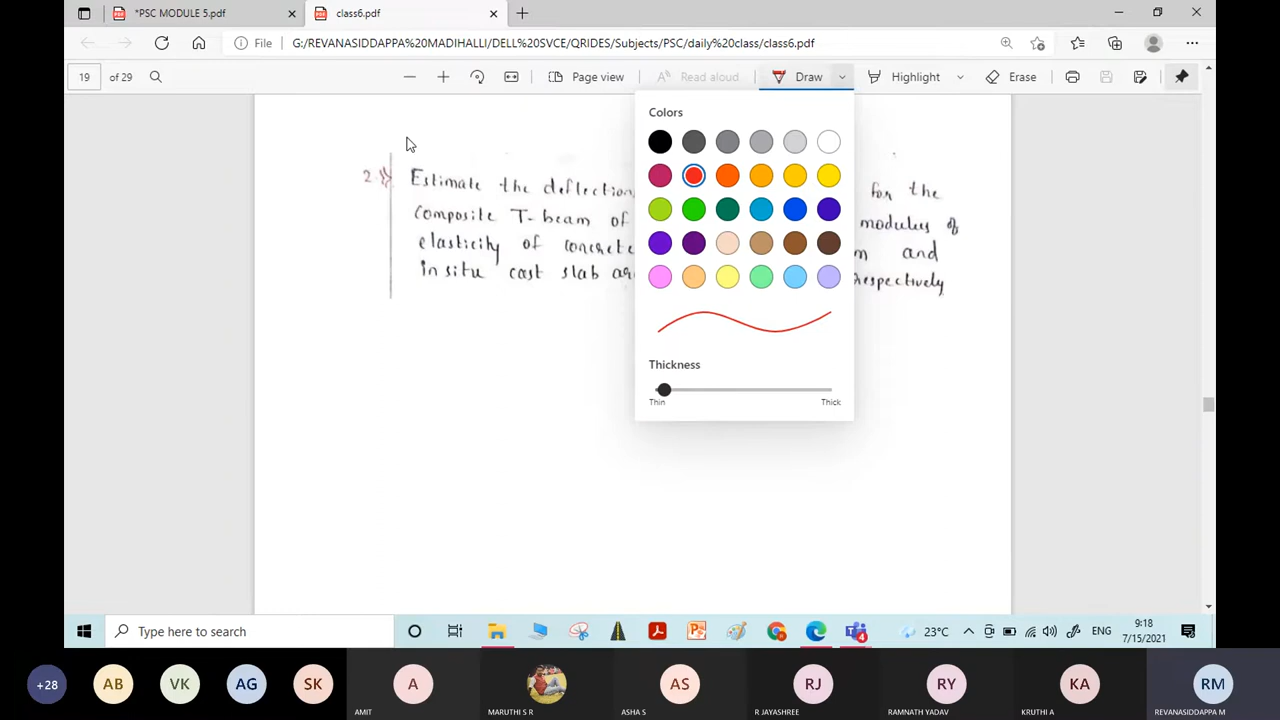 *PSC MODULE 5.pdf
class6.pdf
File
G:/REVANASIDDAPPA%20MADIHALLI/DELL%20SVCE/QRIDES/Subjects/PSC/daily%20class/class6.pdf
19 of 29
Page view
Read aloud
Draw
Highlight
Erase
Colors
2.
Estimate the deflection for the
composite T-beam of modulus of
elasticity of concrete and
in situ cast slab respectively
Thickness
Thin
Thick
Type here to search
23°C
ENG
9:18
7/15/2021
4
+28
AB
VK
AG
SK
A
AS
RJ
RY
KA
RM
AMIT
MARUTHI S R
ASHA S
R JAYASHREE
RAMNATH YADAV
KRUTHI A
REVANASIDDAPPA M